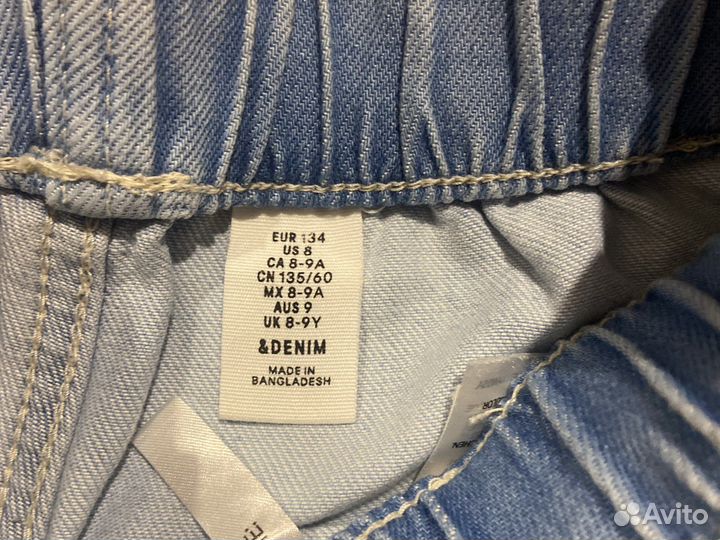 EUR 134
US 8
CA 8-9A
CN 135/60
MX 8-9A
AUS 9
UK 8-9Y
&DENIM
MADE IN
BANGLADESH
Avito